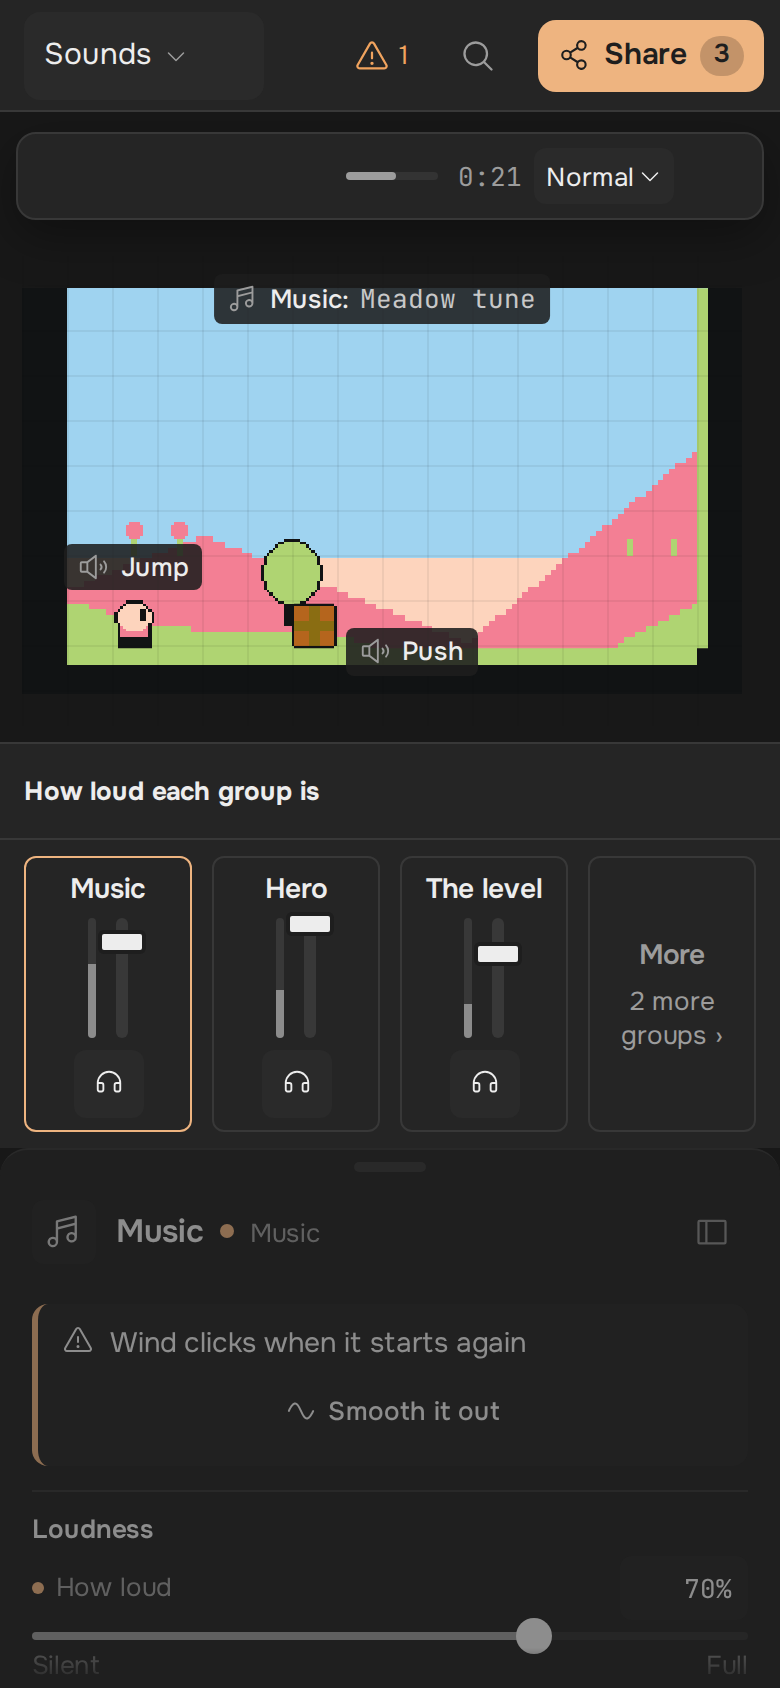 Sounds
1
Share 3
0:21
Normal
Music: Meadow tune
Jump
Push
How loud each group is
Music
Hero
The level
More
2 more
groups ›
Music • Music
Wind clicks when it starts again
Smooth it out
Loudness
How loud
70%
Silent
Full